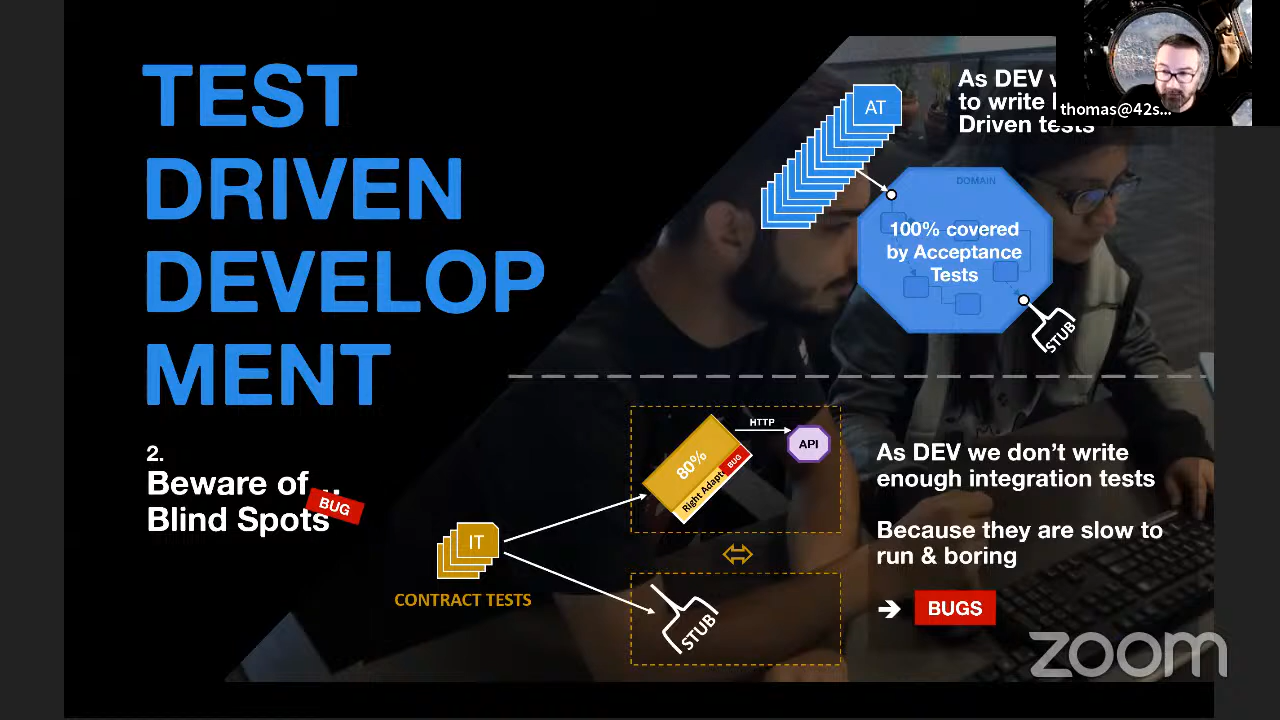 TEST
DRIVEN
DEVELOP
MENT
2.
Beware of...
BUG
Blind Spots
As DEV
to write
Driven tests
thomas@42s...
AT
DOMAIN
100% covered
by Acceptance
Tests
STUB
HTTP
API
80%
BUG
Right Adapt
IT
CONTRACT TESTS
STUB
As DEV we don't write
enough integration tests
Because they are slow to
run & boring
➔ BUGS
zoom